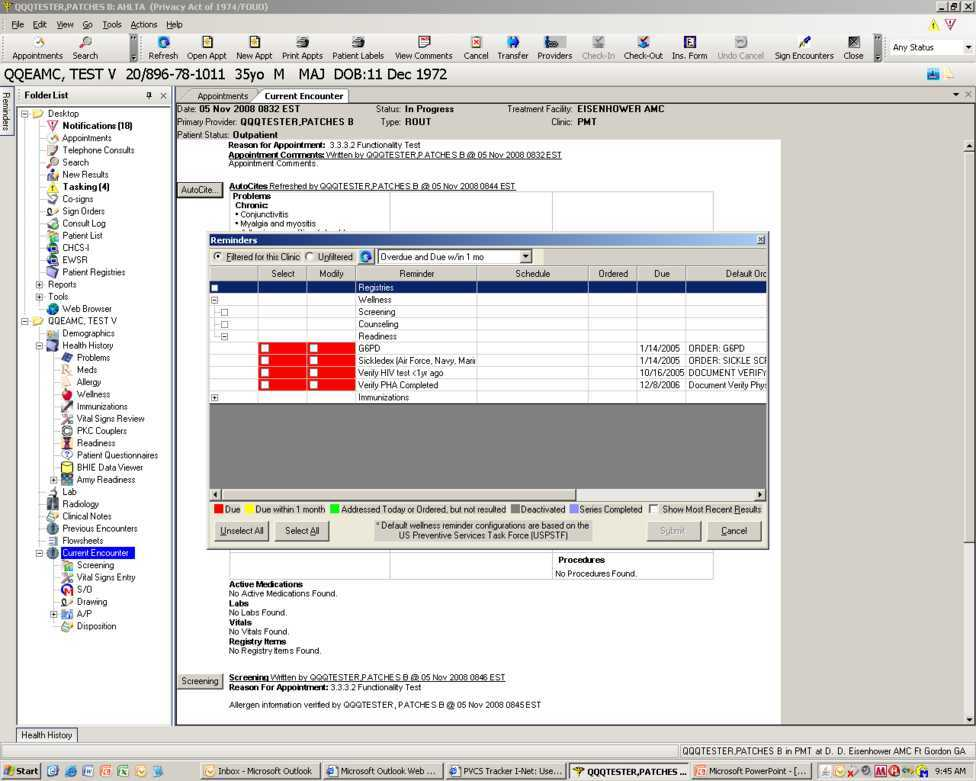 QQQTESTER,PATCHES B: AHLTA (Privacy Act of 1974/FOUO)
File Edit View Go Tools Actions Help
Appointments Search Refresh Open Appt New Appt Print Appts Patient Labels View Comments Cancel Transfer Providers Check-In Check-Out Ins. Form Undo Cancel Sign Encounters Close Any Status
QQEAMC, TEST V 20/896-78-1011 35yo M MAJ DOB:11 Dec 1972
Reminders
Folder List
Desktop
Notifications (18)
Appointments
Telephone Consults
Search
New Results
Tasking (4)
Co-signs
Sign Orders
Consult Log
Patient List
CHCS-I
EWSR
Patient Registries
Reports
Tools
Web Browser
QQEAMC, TEST V
Demographics
Health History
Problems
Meds
Allergy
Wellness
Immunizations
Vital Signs Review
PKC Couplers
Readiness
Patient Questionnaires
BHIE Data Viewer
Army Readiness
Lab
Radiology
Clinical Notes
Previous Encounters
Flowsheets
Current Encounter
Screening
Vital Signs Entry
S/O
Drawing
A/P
Disposition
Appointments Current Encounter
Date: 05 Nov 2008 0832 EST Status: In Progress Treatment Facility: EISENHOWER AMC
Primary Provider: QQQTESTER,PATCHES B Type: ROUT Clinic: PMT
Patient Status: Outpatient
Reason for Appointment: 3.3.3.2 Functionality Test
Appointment Comments: Written by QQQTESTER,PATCHES B @ 05 Nov 2008 0832 EST
Appointment Comments.
AutoCite... AutoCites Refreshed by QQQTESTER,PATCHES B @ 05 Nov 2008 0844 EST
Problems
Chronic:
• Conjunctivitis
• Myalgia and myositis
Reminders
Filtered for this Clinic Unfiltered Overdue and Due w/in 1 mo
Select Modify Reminder Schedule Ordered Due Default Orc
Registries
Wellness
Screening
Counseling
Readiness
G6PD 1/14/2005 ORDER: G6PD
Sickledex (Air Force, Navy, Mari 1/14/2005 ORDER: SICKLE SCF
Verify HIV test <1yr ago 10/16/2005 DOCUMENT VERIFY
Verify PHA Completed 12/8/2006 Document Verify Phys
Immunizations
Due Due within 1 month Addressed Today or Ordered, but not resulted Deactivated Series Completed Show Most Recent Results
Unselect All Select All * Default wellness reminder configurations are based on the
US Preventive Services Task Force (USPSTF) Submit Cancel
Procedures
No Procedures Found.
Active Medications
No Active Medications Found.
Labs
No Labs Found.
Vitals
No Vitals Found.
Registry Items
No Registry Items Found.
Screening Screening Written by QQQTESTER,PATCHES B @ 05 Nov 2008 0846 EST
Reason For Appointment: 3.3.3.2 Functionality Test
Allergen information verified by QQQTESTER, PATCHES B @ 05 Nov 2008 0845 EST
Health History
QQQTESTER,PATCHES B in PMT at D. D. Eisenhower AMC Ft Gordon GA
Start Inbox - Microsoft Outlook Microsoft Outlook Web ... PVCS Tracker I-Net: Use... QQQTESTER,PATCHES ... Microsoft PowerPoint - [... 9:45 AM